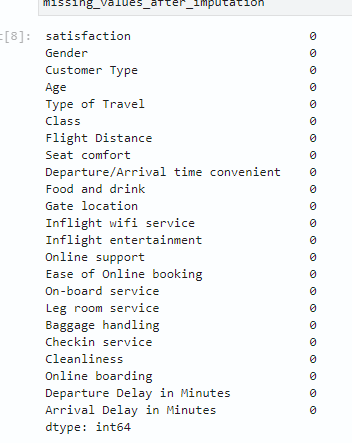 missing_values_after_imputation
t[8]: satisfaction 0
Gender 0
Customer Type 0
Age 0
Type of Travel 0
Class 0
Flight Distance 0
Seat comfort 0
Departure/Arrival time convenient 0
Food and drink 0
Gate location 0
Inflight wifi service 0
Inflight entertainment 0
Online support 0
Ease of Online booking 0
On-board service 0
Leg room service 0
Baggage handling 0
Checkin service 0
Cleanliness 0
Online boarding 0
Departure Delay in Minutes 0
Arrival Delay in Minutes 0
dtype: int64